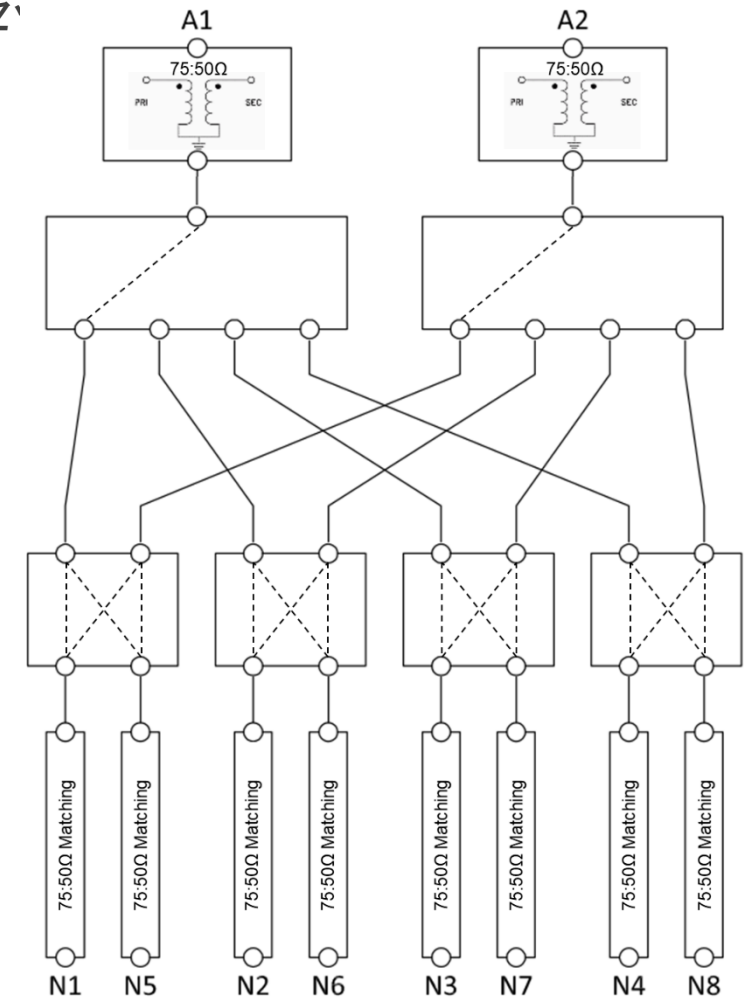 A1 A2
75:50Ω 75:50Ω
PRI SEC PRI SEC
75:50Ω Matching 75:50Ω Matching 75:50Ω Matching 75:50Ω Matching 75:50Ω Matching 75:50Ω Matching 75:50Ω Matching 75:50Ω Matching
N1 N5 N2 N6 N3 N7 N4 N8